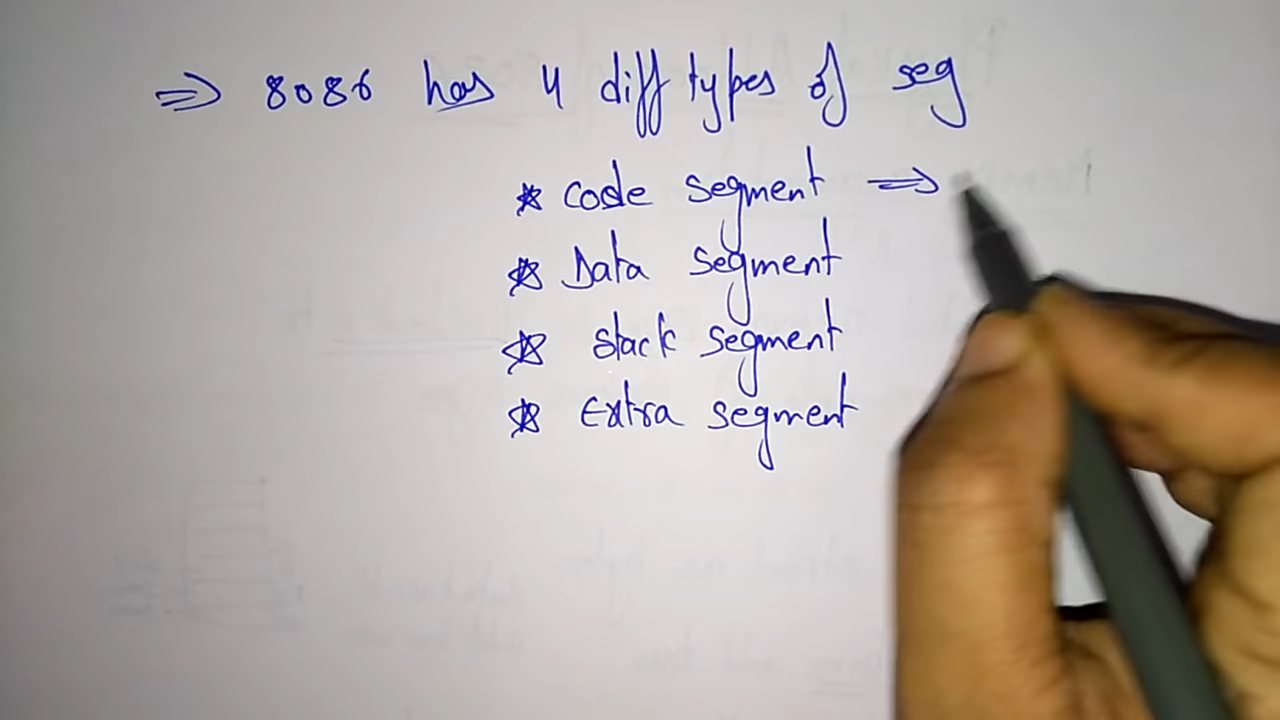 ⇒ 8086 has 4 diff types of seg
* Code segment ⇒
* Data segment
* Stack segment
* Extra segment